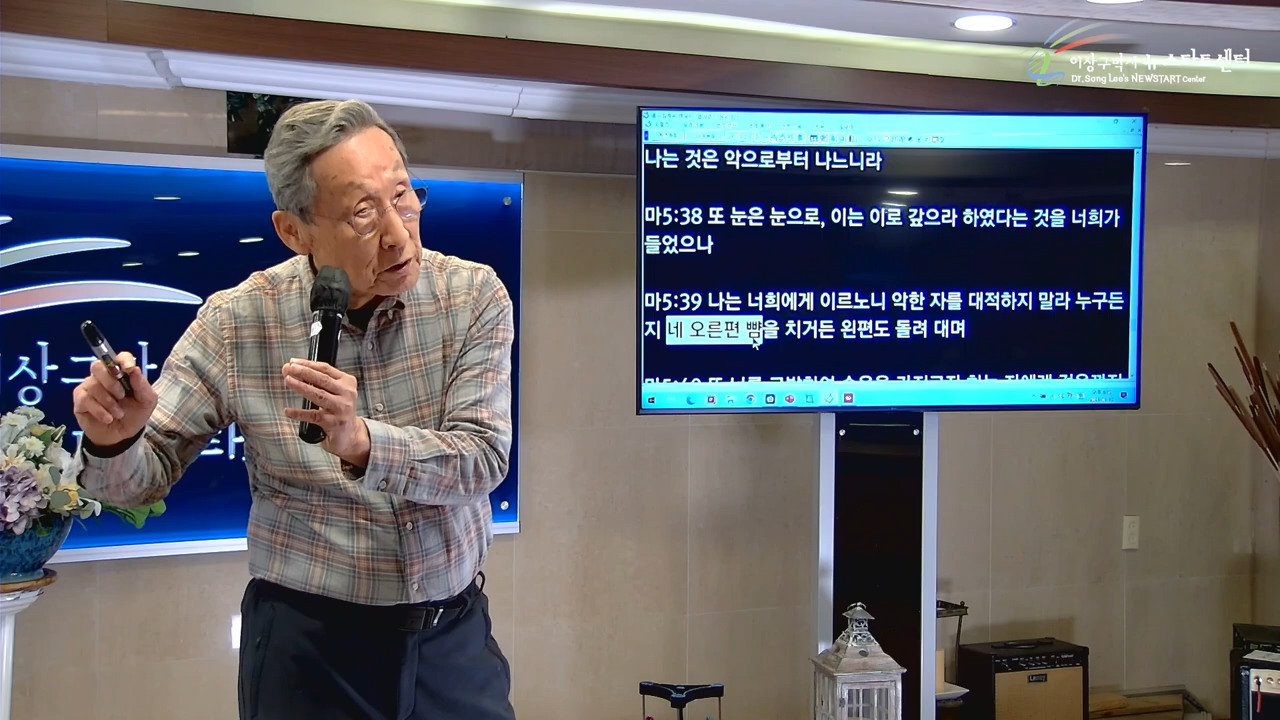 이상구박사 뉴스타트센터
Dr. Sang Lee's NEWSTART Center
나는 것은 악으로부터 나느니라
마5:38 또 눈은 눈으로, 이는 이로 갚으라 하였다는 것을 너희가
들었으나
마5:39 나는 너희에게 이르노니 악한 자를 대적하지 말라 누구든
지 네 오른편 뺨을 치거든 왼편도 돌려 대며
상구